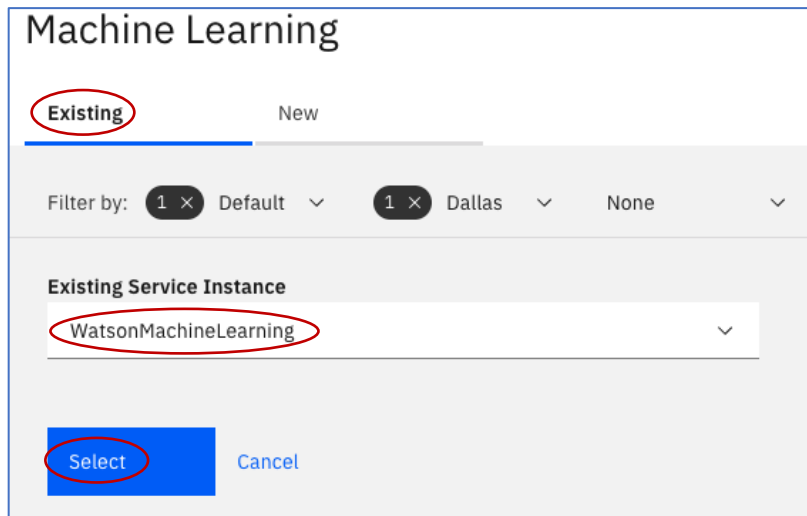 Machine Learning
Existing New
Filter by: 1 × Default 1 × Dallas None
Existing Service Instance
WatsonMachineLearning
Select Cancel